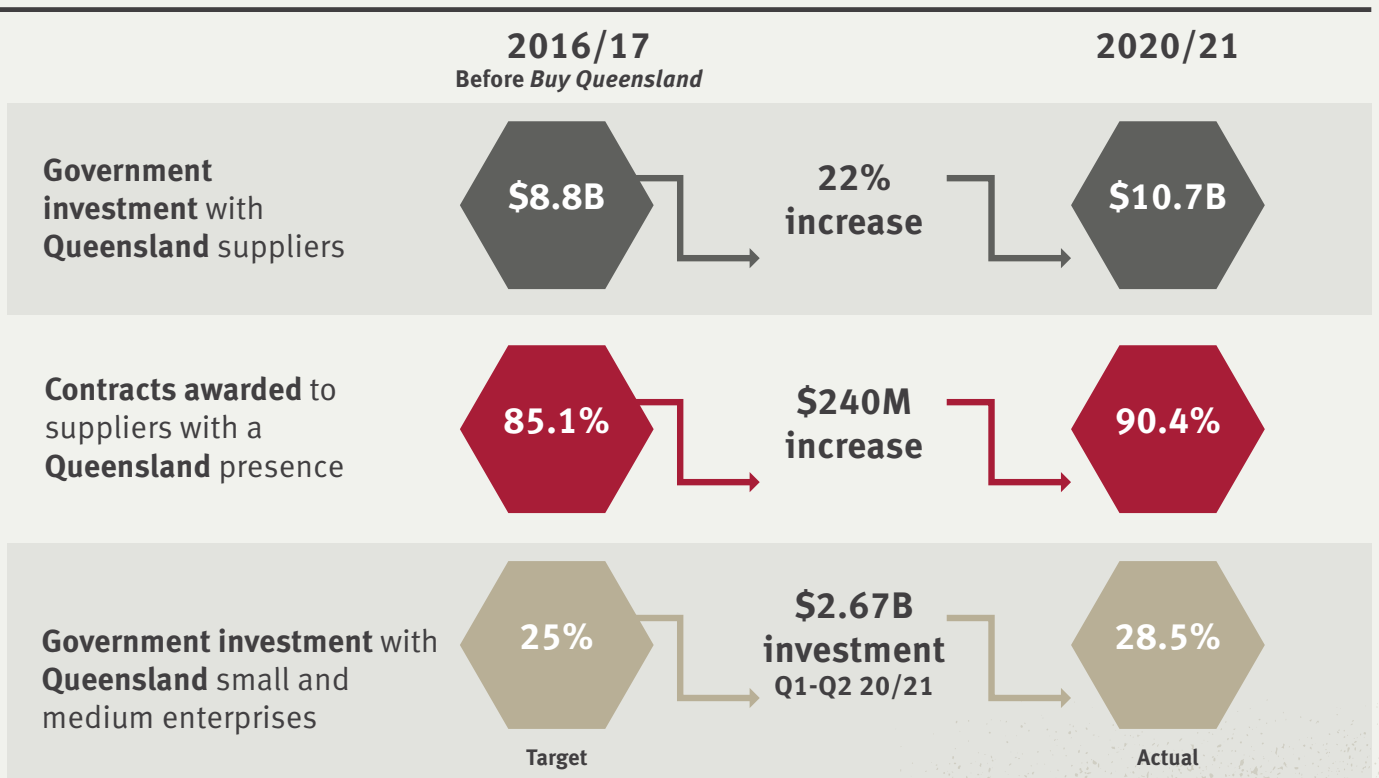 2016/17
Before Buy Queensland
2020/21
Government
investment with
Queensland suppliers
$8.8B
22%
increase
$10.7B
Contracts awarded to
suppliers with a
Queensland presence
85.1%
$240M
increase
90.4%
Government investment with
Queensland small and
medium enterprises
25%
Target
$2.67B
investment
Q1-Q2 20/21
28.5%
Actual